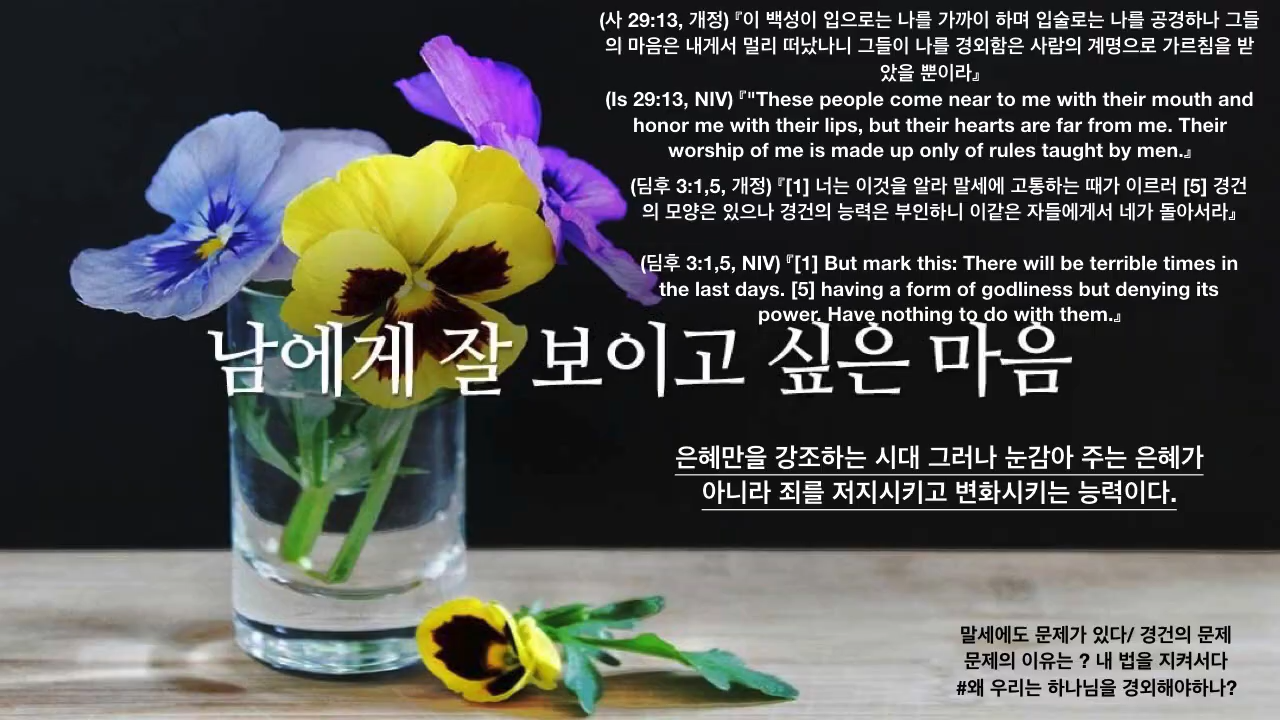 (사 29:13, 개정)『이 백성이 입으로는 나를 가까이 하며 입술로는 나를 공경하나 그들
의 마음은 내게서 멀리 떠났나니 그들이 나를 경외함은 사람의 계명으로 가르침을 받
았을 뿐이라』
(Is 29:13, NIV)『"These people come near to me with their mouth and
honor me with their lips, but their hearts are far from me. Their
worship of me is made up only of rules taught by men.』
(딤후 3:1,5, 개정)『[1] 너는 이것을 알라 말세에 고통하는 때가 이르러 [5] 경건
의 모양은 있으나 경건의 능력은 부인하니 이같은 자들에게서 네가 돌아서라』
(딤후 3:1,5, NIV)『[1] But mark this: There will be terrible times in
the last days. [5] having a form of godliness but denying its
power. Have nothing to do with them.』
남에게 잘 보이고 싶은 마음
은혜만을 강조하는 시대 그러나 눈감아 주는 은혜가
아니라 죄를 저지시키고 변화시키는 능력이다.
말세에도 문제가 있다/ 경건의 문제
문제의 이유는 ? 내 법을 지켜서다
#왜 우리는 하나님을 경외해야하나?